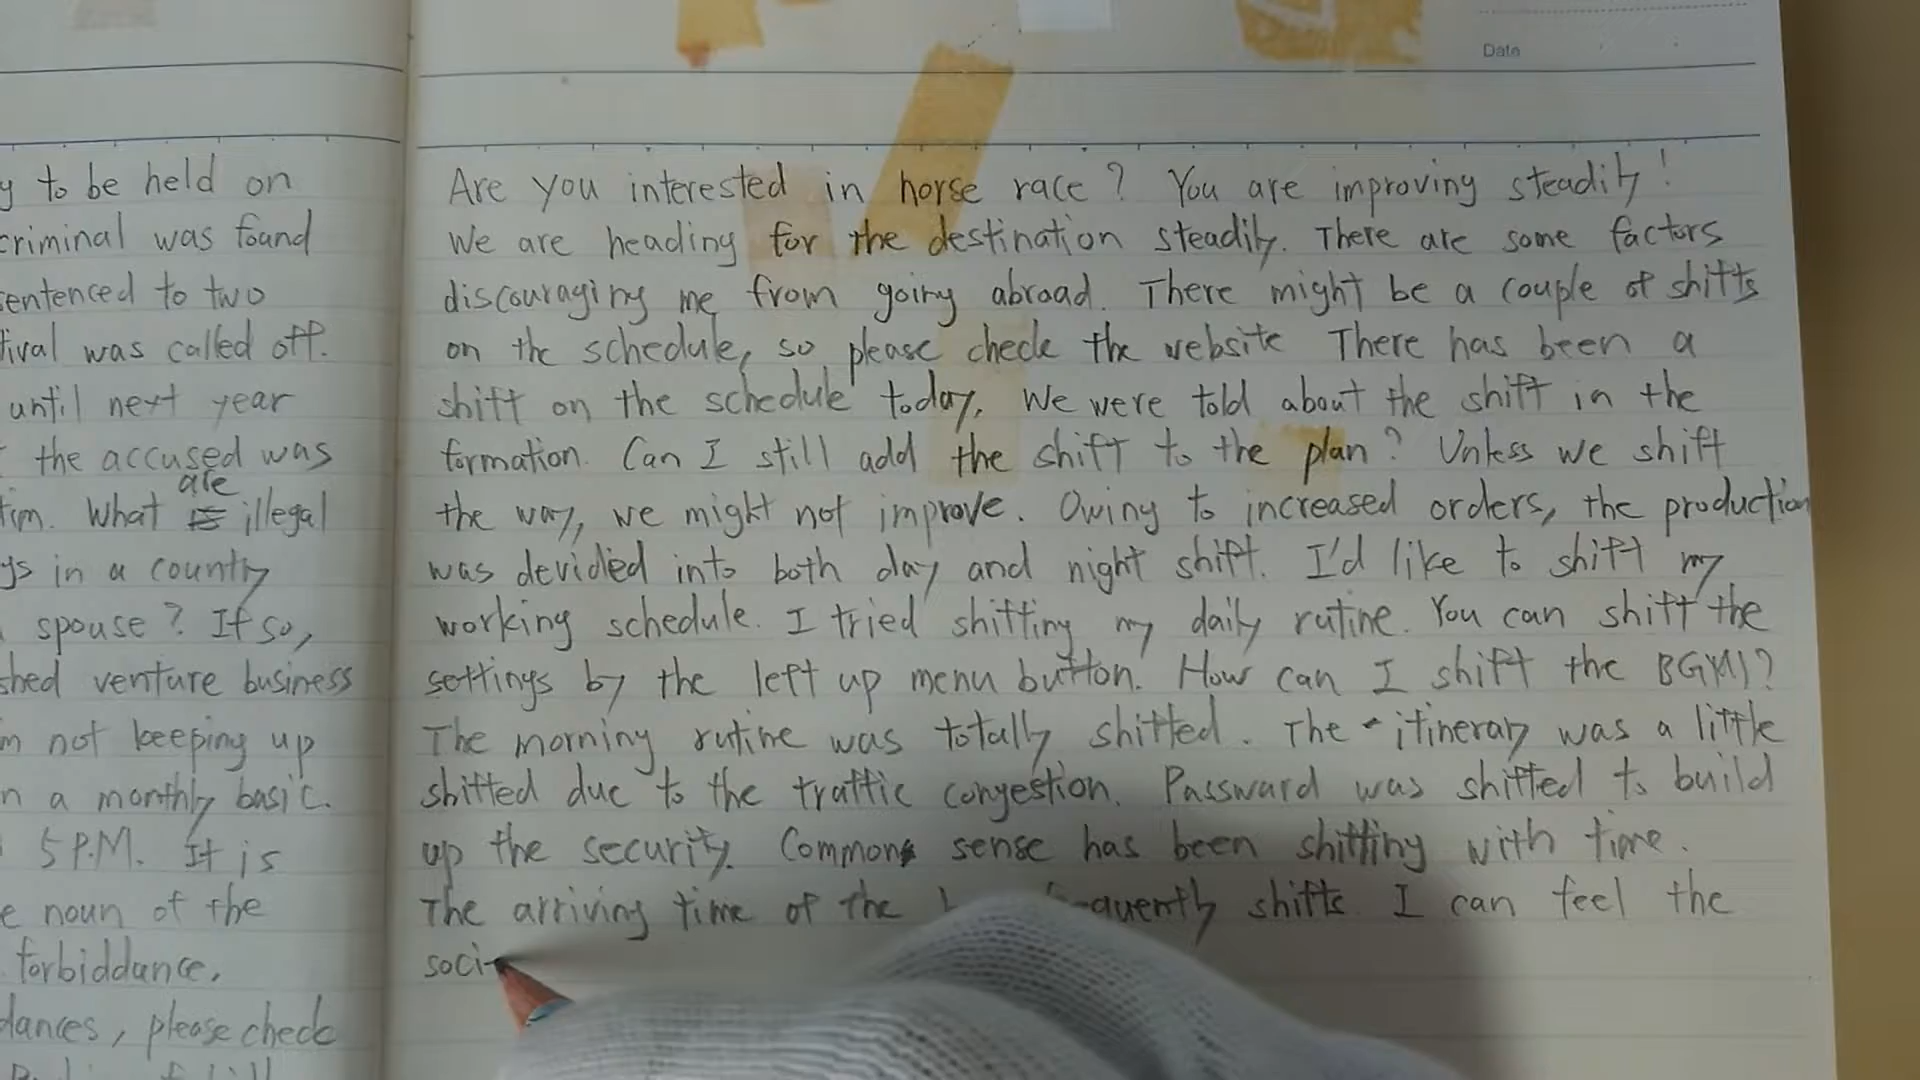 Date
y to be held on
criminal was found
sentenced to two
tival was called off.
until next year
the accused was
are
tim. What is illegal
ys in a country
spouse? If so,
shed venture business
m not keeping up
n a monthly basic.
5 P.M. It is
e noun of the
forbiddance.
dances, please check
Are you interested in horse race? You are improving steadily!
We are heading for the destination steadily. There are some factors
discouraging me from going abroad. There might be a couple of shifts
on the schedule, so please check the website There has been a
shift on the schedule today. We were told about the shift in the
formation. Can I still add the shift to the plan? Unless we shift
the way, we might not improve. Owing to increased orders, the production
was devided into both day and night shift. I'd like to shift my
working schedule. I tried shifting my daily rutine. You can shift the
settings by the left up menu button. How can I shift the BGM?
The morning rutine was totally shifted. The itinerary was a little
shifted due to the traffic congestion. Passward was shifted to build
up the security. Common sense has been shifting with time.
The arriving time of the quently shifts. I can feel the
soci